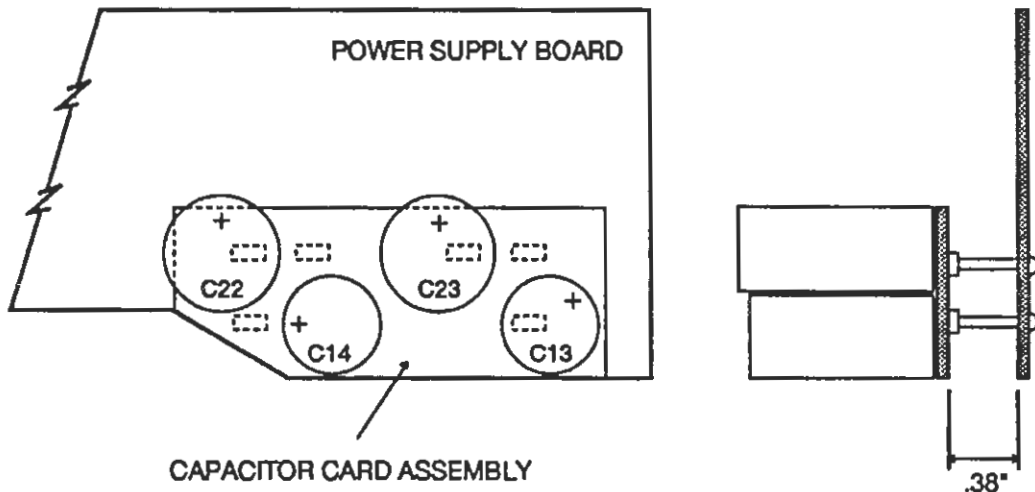 POWER SUPPLY BOARD
+
+
C22
C23
+
+
C14
C13
CAPACITOR CARD ASSEMBLY
.38"